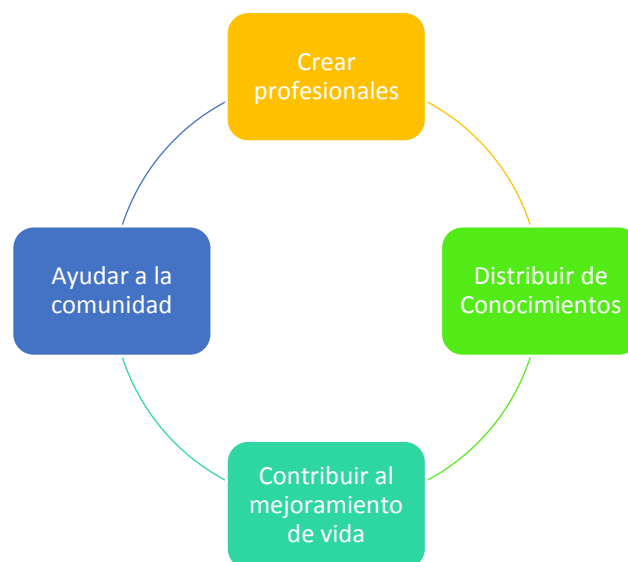 Crear
profesionales
Distribuir de
Conocimientos
Contribuir al
mejoramiento
de vida
Ayudar a la
comunidad